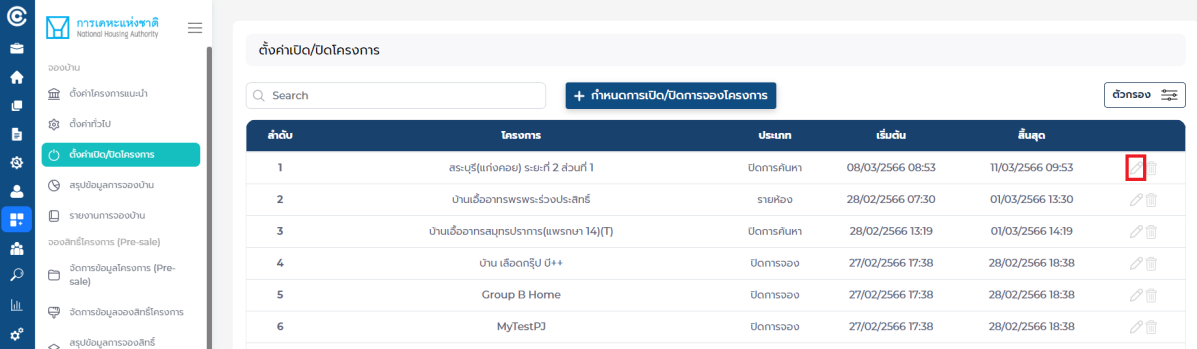 การเคหะแห่งชาติ
National Housing Authority
จองบ้าน
ตั้งค่าโครงการแนะนำ
ตั้งค่าทั่วไป
ตั้งค่าเปิด/ปิดโครงการ
สรุปข้อมูลการจองบ้าน
รายงานการจองบ้าน
จองสิทธิ์โครงการ (Pre-sale)
จัดการข้อมูลโครงการ (Pre-
sale)
จัดการข้อมูลจองสิทธิ์โครงการ
สรุปข้อมูลการจองสิทธิ์
ตั้งค่าเปิด/ปิดโครงการ
Search
+ กำหนดการเปิด/ปิดการจองโครงการ
ตัวกรอง
ลำดับ โครงการ ประเภท เริ่มต้น สิ้นสุด
1 สระบุรี(แก่งคอย) ระยะที่ 2 ส่วนที่ 1 ปิดการค้นหา 08/03/2566 08:53 11/03/2566 09:53
2 บ้านเอื้ออาทรพรพระร่วงประสิทธิ์ รายห้อง 28/02/2566 07:30 01/03/2566 13:30
3 บ้านเอื้ออาทรสมุทรปราการ(แพรกษา 14)(T) ปิดการค้นหา 28/02/2566 13:19 01/03/2566 14:19
4 บ้าน เลือดกรุ๊ป บี++ ปิดการจอง 27/02/2566 17:38 28/02/2566 18:38
5 Group B Home ปิดการจอง 27/02/2566 17:38 28/02/2566 18:38
6 MyTestPJ ปิดการจอง 27/02/2566 17:38 28/02/2566 18:38